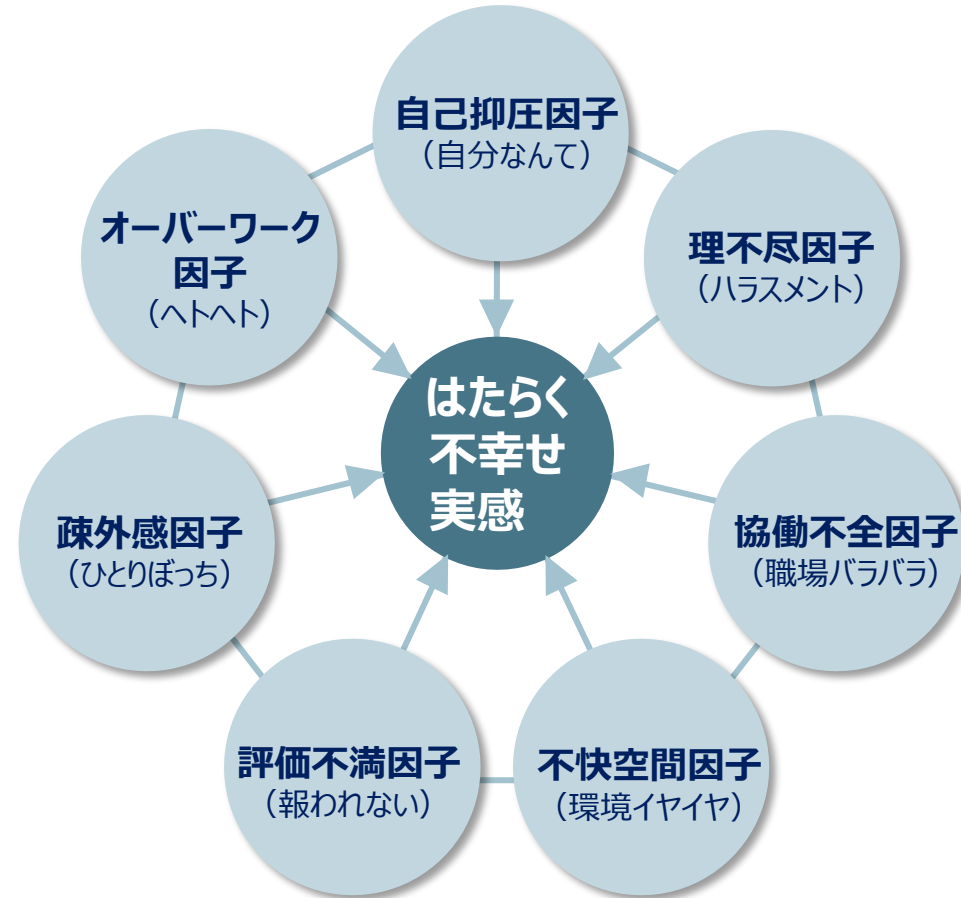 自己抑圧因子
（自分なんて）
オーバーワーク
因子
（ヘトヘト）
理不尽因子
（ハラスメント）
はたらく
不幸せ
実感
疎外感因子
（ひとりぼっち）
協働不全因子
（職場バラバラ）
評価不満因子
（報われない）
不快空間因子
（環境イヤイヤ）